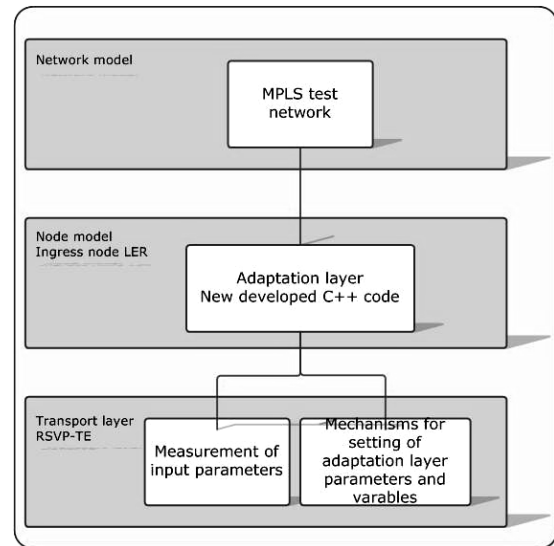 Network model
MPLS test
network
Node model
Ingress node LER
Adaptation layer
New developed C++ code
Transport layer
RSVP-TE
Measurement of
input parameters
Mechanisms for
setting of
adaptation layer
parameters and
varables